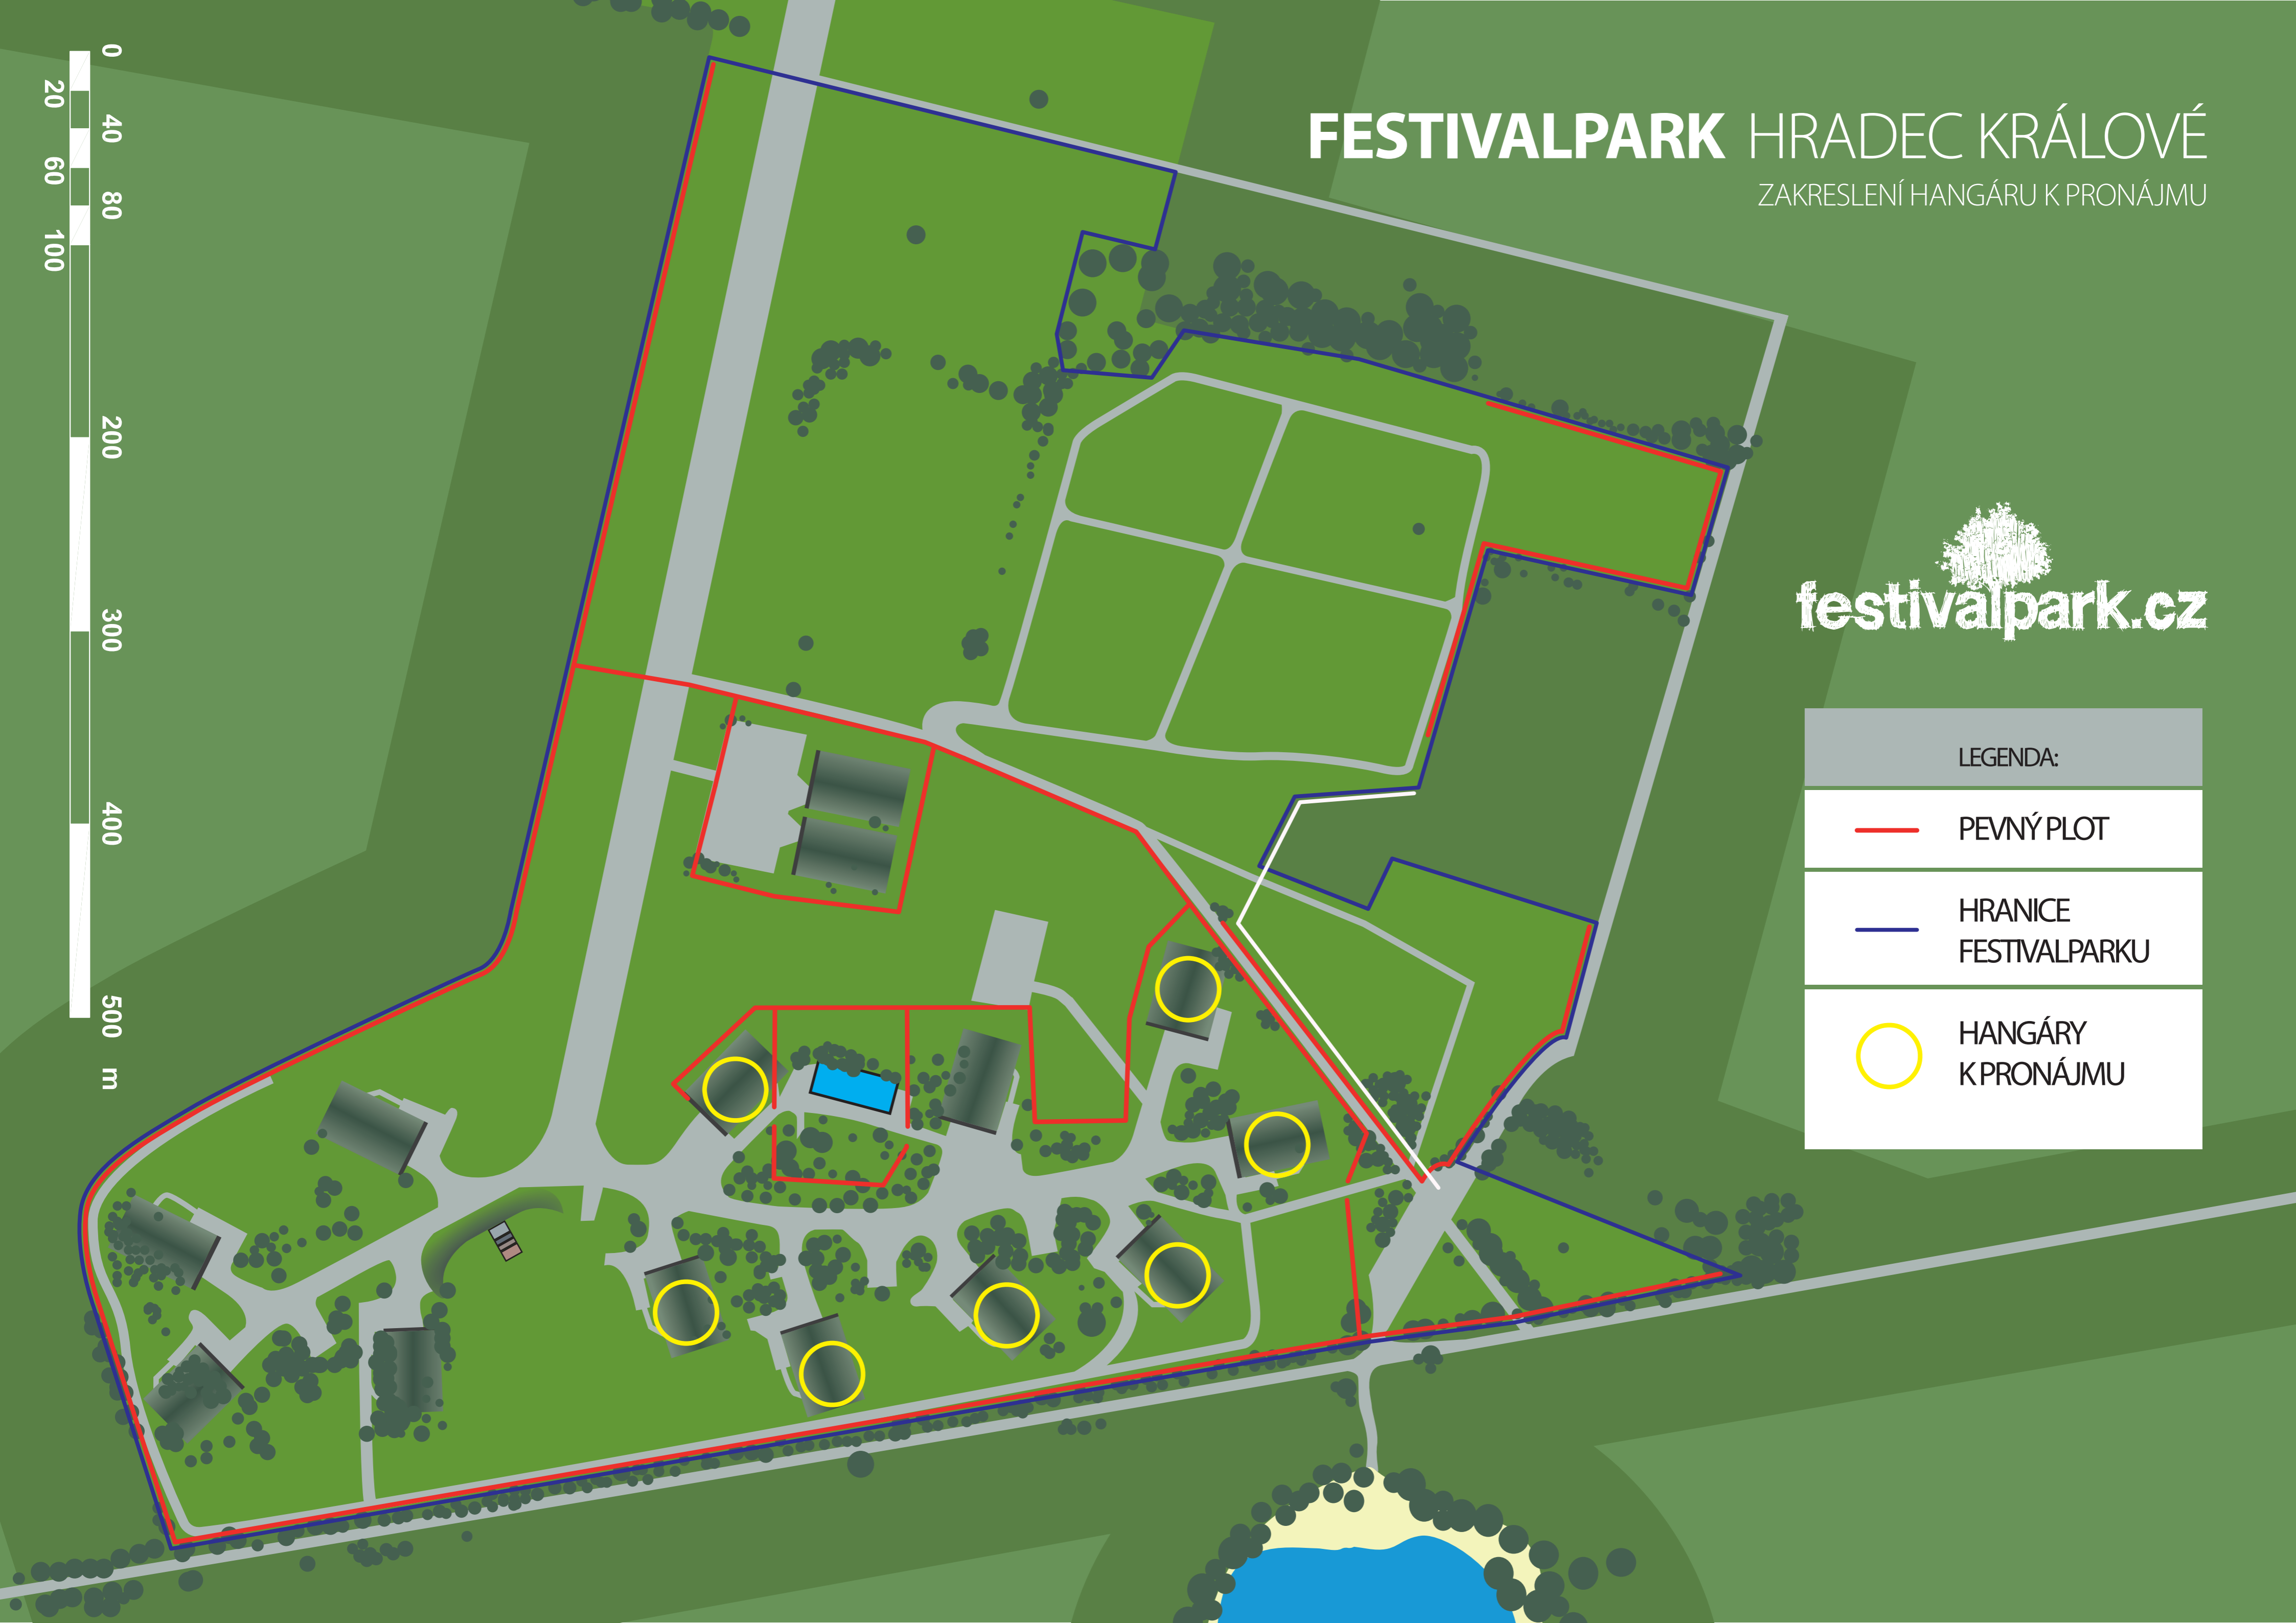 FESTIVALPARK HRADEC KRÁLOVÉ
ZAKRESLENÍ HANGÁRU K PRONÁJMU
0
20
40
60
80
100
200
300
400
500 m
festivalpark.cz
LEGENDA:
PEVNÝ PLOT
HRANICE
FESTIVALPARKU
HANGÁRY
K PRONÁJMU